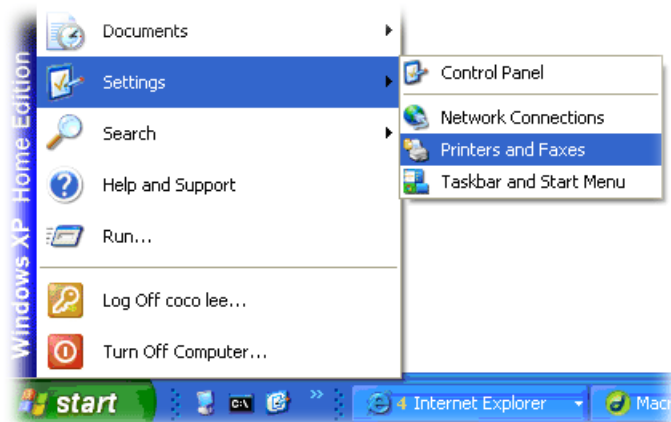 Windows XP Home Edition
Documents
Settings
Search
Help and Support
Run...
Log Off coco lee...
Turn Off Computer...
Control Panel
Network Connections
Printers and Faxes
Taskbar and Start Menu
start
C:\
»
4 Internet Explorer
Macr